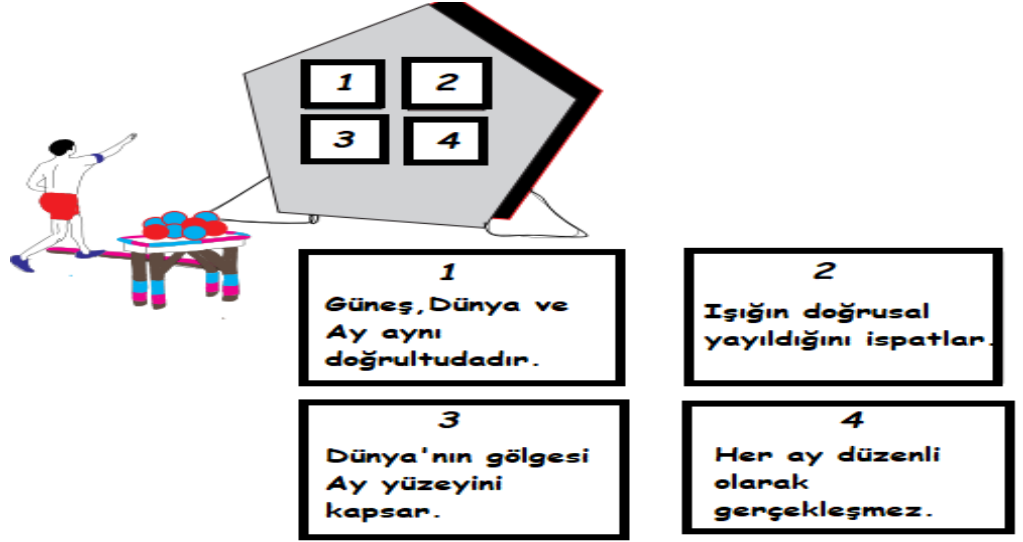 1
2
3
4
1
Güneş,Dünya ve
Ay aynı
doğrultudadır.
2
Işığın doğrusal
yayıldığını ispatlar.
3
Dünya'nın gölgesi
Ay yüzeyini
kapsar.
4
Her ay düzenli
olarak
gerçekleşmez.